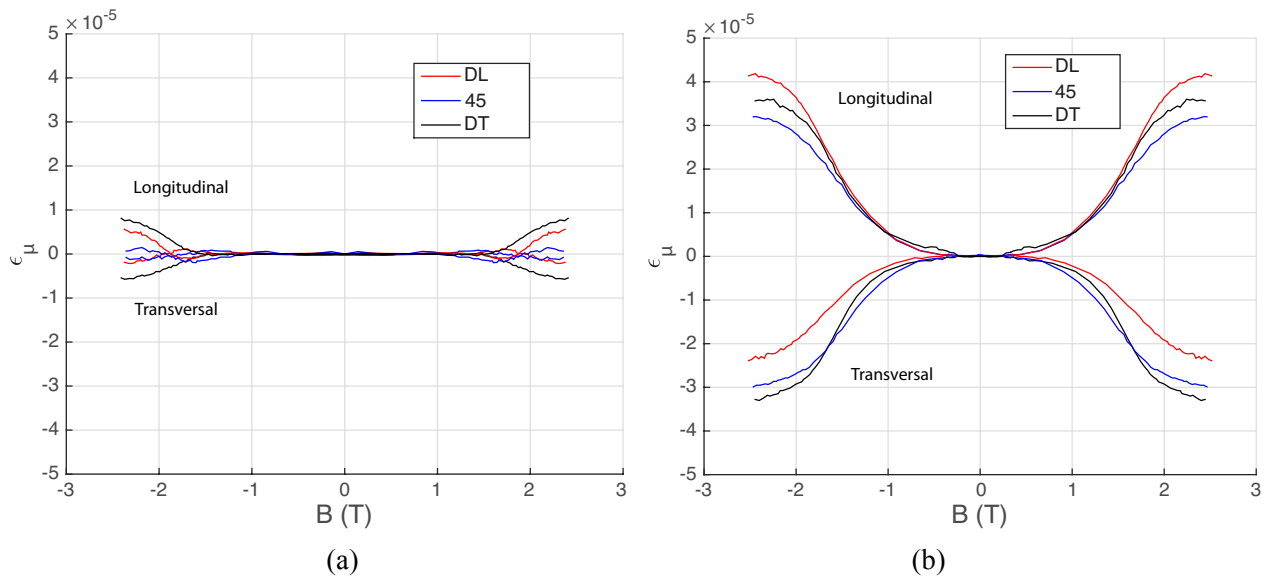 ×10⁻⁵
5
4
3
2
1
0
-1
-2
-3
-4
-5
ϵ μ
DL
45
DT
Longitudinal
Transversal
-3 -2 -1 0 1 2 3
B (T)
(a)
×10⁻⁵
5
4
3
2
1
0
-1
-2
-3
-4
-5
ϵ μ
DL
45
DT
Longitudinal
Transversal
-3 -2 -1 0 1 2 3
B (T)
(b)